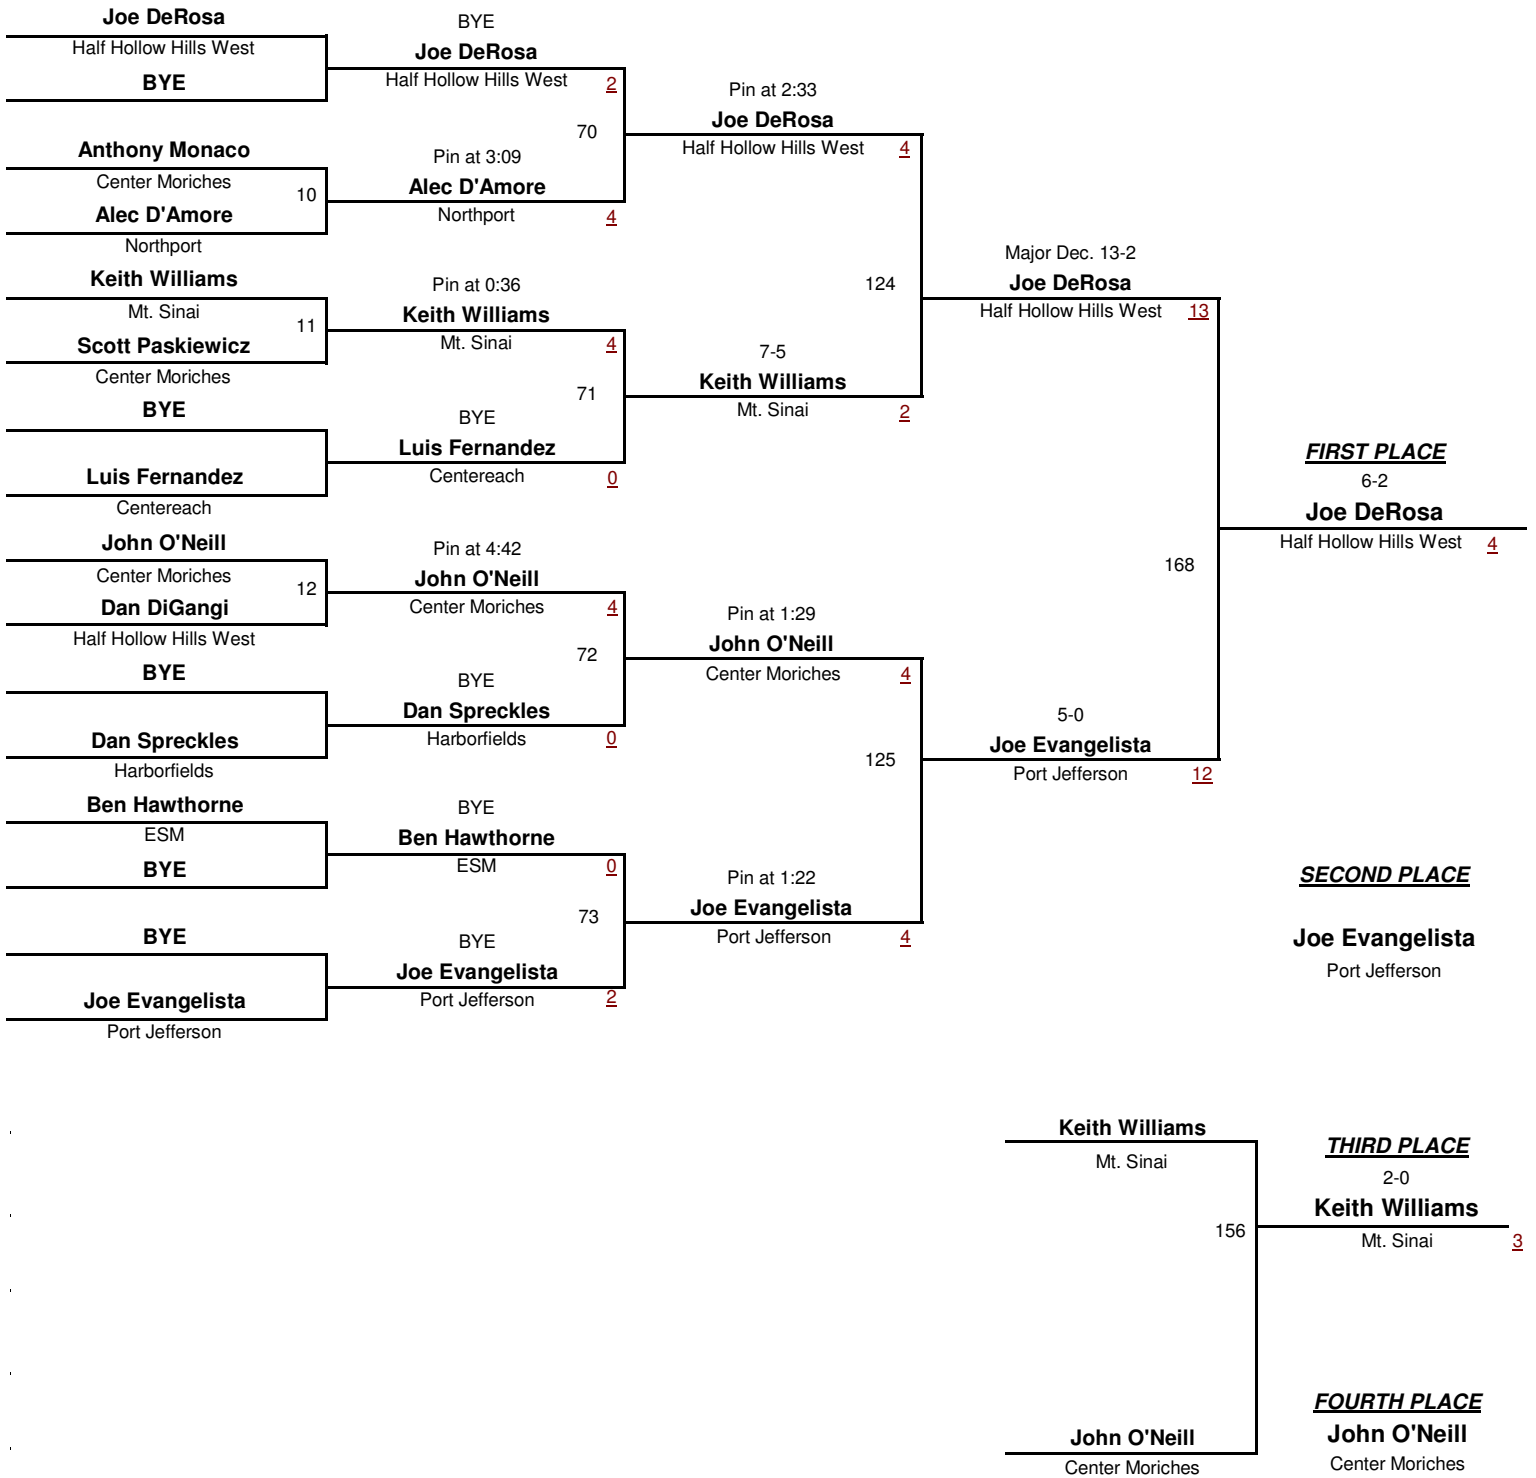 Joe DeRosa
Half Hollow Hills West
BYE
Anthony Monaco
Center Moriches
10
Alec D'Amore
Northport
Keith Williams
Mt. Sinai
11
Scott Paskiewicz
Center Moriches
BYE
Luis Fernandez
Centereach
John O'Neill
Center Moriches
12
Dan DiGangi
Half Hollow Hills West
BYE
Dan Spreckles
Harborfields
Ben Hawthorne
ESM
BYE
BYE
Joe Evangelista
Port Jefferson
BYE
Joe DeRosa
Half Hollow Hills West 2
70
Pin at 3:09
Alec D'Amore
Northport 4
Pin at 0:36
Keith Williams
Mt. Sinai 4
71
BYE
Luis Fernandez
Centereach 0
Pin at 4:42
John O'Neill
Center Moriches 4
72
BYE
Dan Spreckles
Harborfields 0
BYE
Ben Hawthorne
ESM 0
73
BYE
Joe Evangelista
Port Jefferson 2
Pin at 2:33
Joe DeRosa
Half Hollow Hills West 4
124
7-5
Keith Williams
Mt. Sinai 2
Pin at 1:29
John O'Neill
Center Moriches 4
125
Pin at 1:22
Joe Evangelista
Port Jefferson 4
Major Dec. 13-2
Joe DeRosa
Half Hollow Hills West 13
168
5-0
Joe Evangelista
Port Jefferson 12
FIRST PLACE
6-2
Joe DeRosa
Half Hollow Hills West 4
SECOND PLACE
Joe Evangelista
Port Jefferson
Keith Williams
Mt. Sinai
156
John O'Neill
Center Moriches
THIRD PLACE
2-0
Keith Williams
Mt. Sinai 3
FOURTH PLACE
John O'Neill
Center Moriches